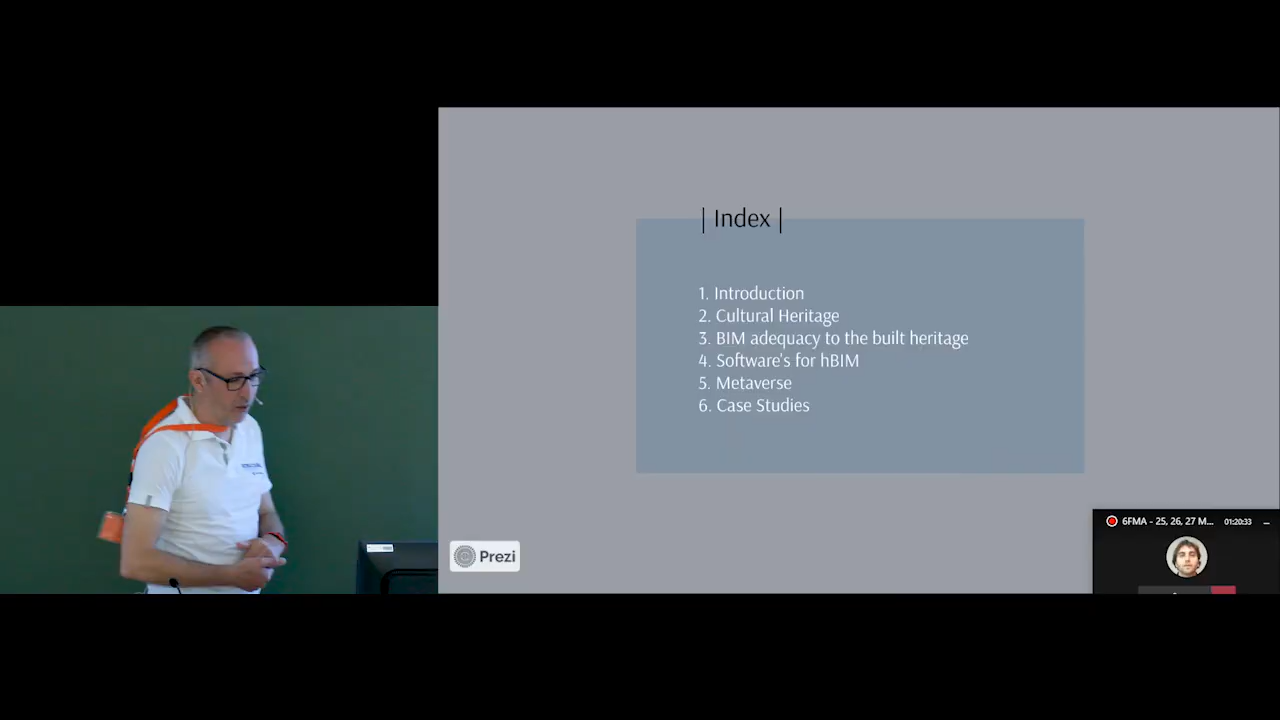 | Index |
1. Introduction
2. Cultural Heritage
3. BIM adequacy to the built heritage
4. Software's for hBIM
5. Metaverse
6. Case Studies
Prezi
6FMA - 25, 26, 27 M... 01:20:33